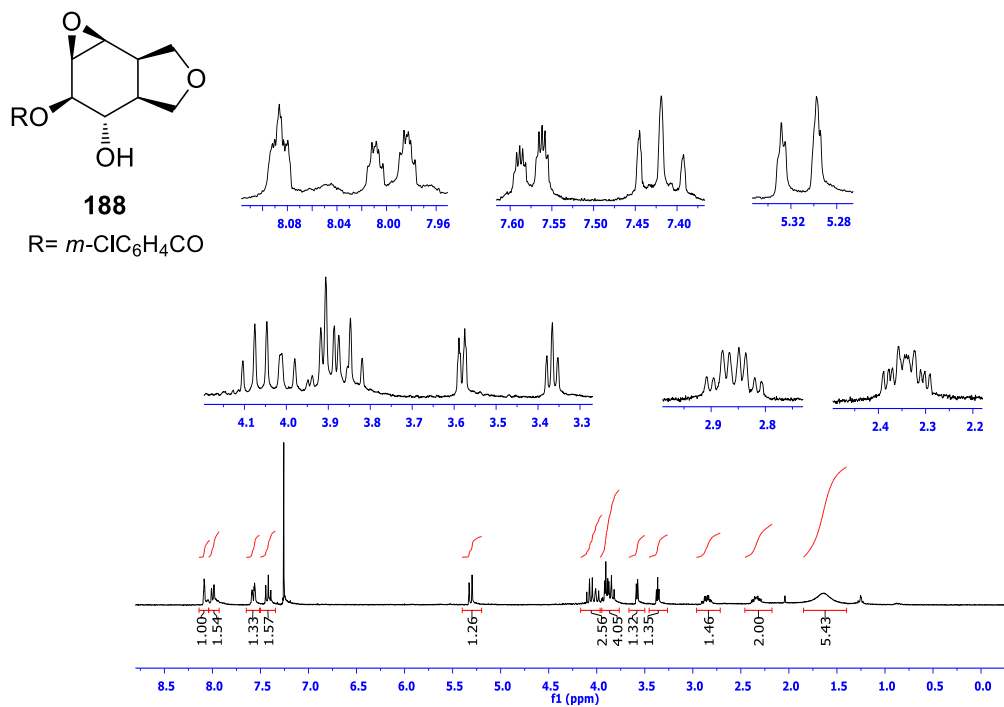 O
O
RO
OH
188
R= m-ClC6H4CO
8.08 8.04 8.00 7.96
7.60 7.55 7.50 7.45 7.40
5.32 5.28
4.1 4.0 3.9 3.8 3.7 3.6 3.5 3.4 3.3
2.9 2.8
2.4 2.3 2.2
1.00 1.54 1.33 1.57 1.26 2.56 4.05 1.32 1.35 1.46 2.00 5.43
8.5 8.0 7.5 7.0 6.5 6.0 5.5 5.0 4.5 4.0 3.5 3.0 2.5 2.0 1.5 1.0 0.5 0.0
f1 (ppm)